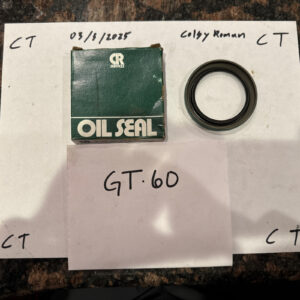 CT 03/3/2025 Colby Roman CT
CR
OIL SEAL
GT-60
CT CT